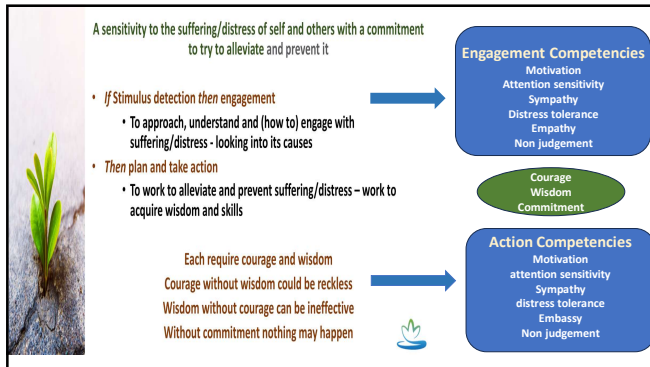 A sensitivity to the suffering/distress of self and others with a commitment
to try to alleviate and prevent it
• If Stimulus detection then engagement
• To approach, understand and (how to) engage with
suffering/distress - looking into its causes
• Then plan and take action
• To work to alleviate and prevent suffering/distress – work to
acquire wisdom and skills
Each require courage and wisdom
Courage without wisdom could be reckless
Wisdom without courage can be ineffective
Without commitment nothing may happen
Engagement Competencies
Motivation
Attention sensitivity
Sympathy
Distress tolerance
Empathy
Non judgement
Courage
Wisdom
Commitment
Action Competencies
Motivation
attention sensitivity
Sympathy
distress tolerance
Embassy
Non judgement